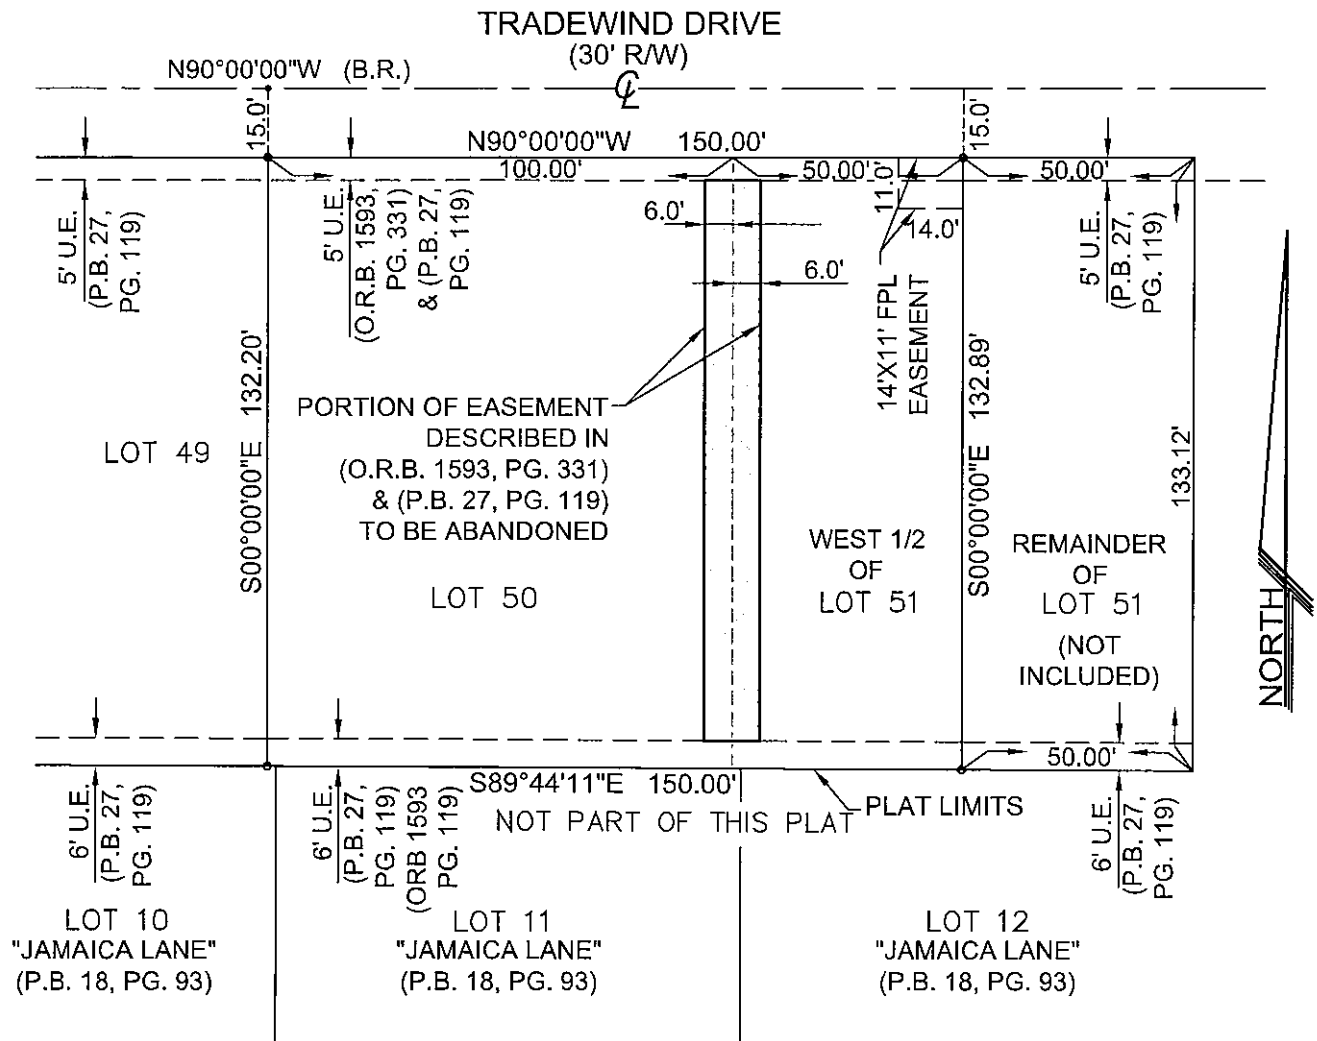 TRADEWIND DRIVE
(30' R/W)
N90°00'00"W (B.R.)
℄
15.0'
15.0'
N90°00'00"W 150.00'
100.00'
50.00'
50.00'
11.0'
14.0'
6.0'
6.0'
5' U.E.
(P.B. 27,
PG. 119)
5' U.E.
(O.R.B. 1593,
PG. 331)
& (P.B. 27,
PG. 119)
5' U.E.
(P.B. 27,
PG. 119)
14'X11' FPL
EASEMENT
S00°00'00"E 132.20'
S00°00'00"E 132.89'
133.12'
PORTION OF EASEMENT
DESCRIBED IN
(O.R.B. 1593, PG. 331)
& (P.B. 27, PG. 119)
TO BE ABANDONED
LOT 49
LOT 50
WEST 1/2
OF
LOT 51
REMAINDER
OF
LOT 51
(NOT
INCLUDED)
NORTH
50.00'
S89°44'11"E 150.00'
PLAT LIMITS
NOT PART OF THIS PLAT
6' U.E.
(P.B. 27,
PG. 119)
6' U.E.
(P.B. 27,
PG. 119)
(ORB 1593
PG. 119)
6' U.E.
(P.B. 27,
PG. 119)
LOT 10
"JAMAICA LANE"
(P.B. 18, PG. 93)
LOT 11
"JAMAICA LANE"
(P.B. 18, PG. 93)
LOT 12
"JAMAICA LANE"
(P.B. 18, PG. 93)